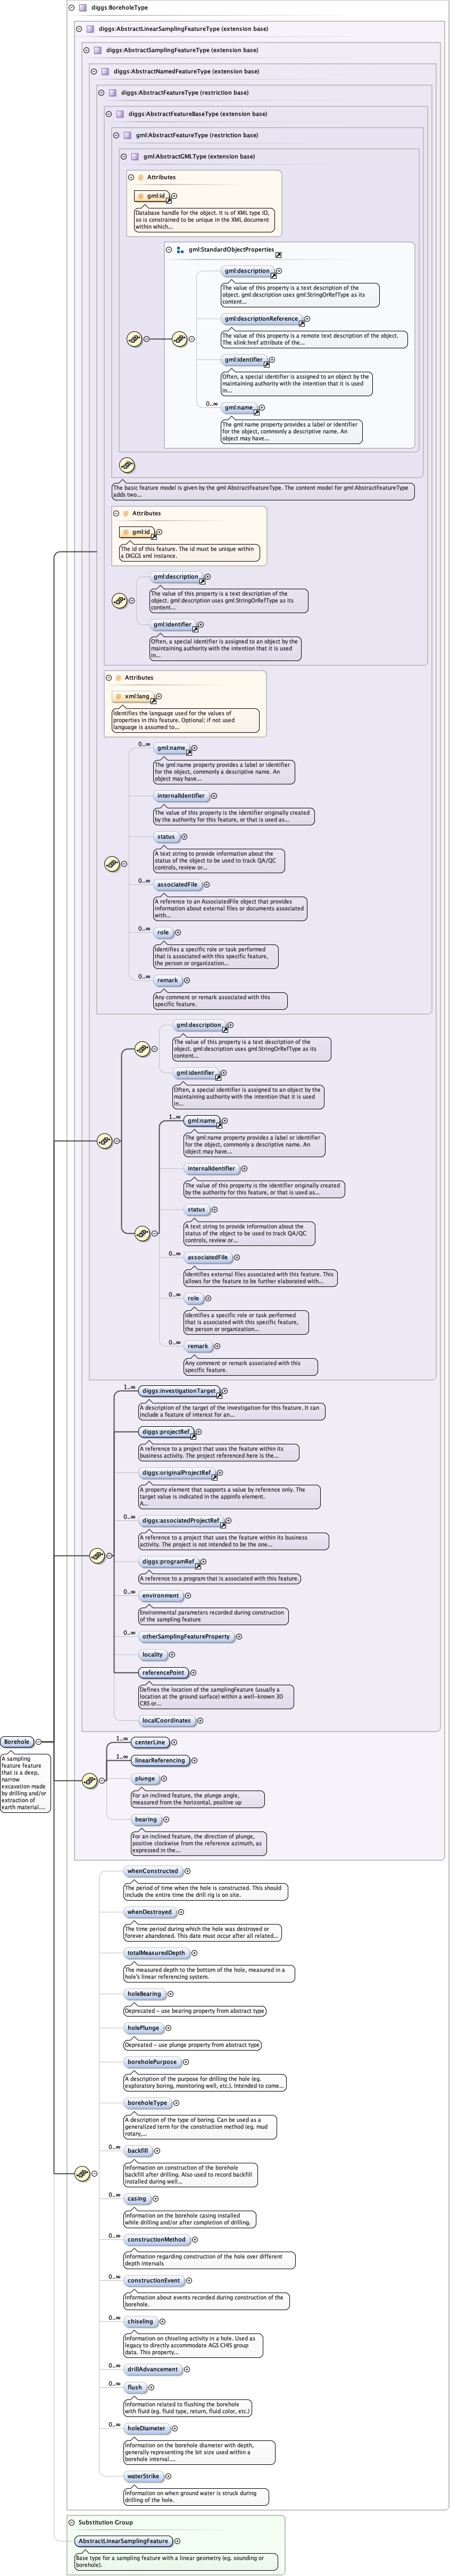 diggs:BoreholeType
diggs:AbstractLinearSamplingFeatureType (extension base)
diggs:AbstractSamplingFeatureType (extension base)
diggs:AbstractNamedFeatureType (extension base)
diggs:AbstractFeatureType (restriction base)
diggs:AbstractFeatureBaseType (extension base)
gml:AbstractFeatureType (restriction base)
gml:AbstractGMLType (extension base)
Attributes
gml:id
Database handle for the object. It is of XML type ID,
so is constrained to be unique in the XML document
within which...
gml:StandardObjectProperties
gml:description
The value of this property is a text description of the
object. gml:description uses gml:StringOrRefType as its
content...
gml:descriptionReference
The value of this property is a remote text description of the object.
The xlink:href attribute of the...
gml:identifier
Often, a special identifier is assigned to an object by the
maintaining authority with the intention that it is used
in...
0..∞
gml:name
The gml:name property provides a label or identifier
for the object, commonly a descriptive name. An
object may have...
The basic feature model is given by the gml:AbstractFeatureType. The content model for gml:AbstractFeatureType
adds two...
Attributes
gml:id
The id of this feature. The id must be unique within
a DIGGS xml instance.
gml:description
The value of this property is a text description of the
object. gml:description uses gml:StringOrRefType as its
content...
gml:identifier
Often, a special identifier is assigned to an object by the
maintaining authority with the intention that it is used
in...
Attributes
xml:lang
Identifies the language used for the values of
properties in this feature. Optional; if not used
language is assumed to...
0..∞
gml:name
The gml:name property provides a label or identifier
for the object, commonly a descriptive name. An
object may have...
internalIdentifier
The value of this property is the identifier originally created
by the authority for this feature, or that is used as...
status
A text string to provide information about the
status of the object to be used to track QA/QC
controls, review or...
0..∞
associatedFile
A reference to an AssociatedFile object that provides
information about external files or documents associated
with...
0..∞
role
Identifies a specific role or task performed
that is associated with this specific feature,
the person or organization...
0..∞
remark
Any comment or remark associated with this
specific feature.
gml:description
The value of this property is a text description of the
object. gml:description uses gml:StringOrRefType as its
content...
gml:identifier
Often, a special identifier is assigned to an object by the
maintaining authority with the intention that it is used
in...
1..∞
gml:name
The gml:name property provides a label or identifier
for the object, commonly a descriptive name. An
object may have...
internalIdentifier
The value of this property is the identifier originally created
by the authority for this feature, or that is used as...
status
A text string to provide information about the
status of the object to be used to track QA/QC
controls, review or...
0..∞
associatedFile
Identifies external files associated with this feature. This
allows for the feature to be further elaborated with...
0..∞
role
Identifies a specific role or task performed
that is associated with this specific feature,
the person or organization...
0..∞
remark
Any comment or remark associated with this
specific feature.
1..∞
diggs:investigationTarget
A description of the target of the investigation for this feature. It can
include a feature of interest for an...
diggs:projectRef
A reference to a project that uses the feature within its
business activity. The project referenced here is the...
diggs:originalProjectRef
A property element that supports a value by reference only. The
target value is indicated in the appinfo element.
A...
0..∞
diggs:associatedProjectRef
A reference to a project that uses the feature within its business
activity. The project is not intended to be the one...
0..∞
diggs:programRef
A reference to a program that is associated with this feature.
0..∞
environment
Environmental parameters recorded during construction
of the sampling feature
0..∞
otherSamplingFeatureProperty
locality
referencePoint
Defines the location of the samplingFeature (usually a
location at the ground surface) within a well-known 3D
CRS or...
localCoordinates
Borehole
A sampling
feature feature
that is a deep,
narrow
excavation made
by drilling and/or
extraction of
earth material....
1..∞
centerLine
1..∞
linearReferencing
plunge
For an inclined feature, the plunge angle,
measured from the horizontal, positive up
bearing
For an inclined feature, the direction of plunge,
positive clockwise from the reference azimuth, as
expressed in the...
whenConstructed
The period of time when the hole is constructed. This should
include the entire time the drill rig is on site.
whenDestroyed
The time period during which the hole was destroyed or
forever abandoned. This date must occur after all related...
totalMeasuredDepth
The measured depth to the bottom of the hole, measured in a
hole's linear referencing system.
holeBearing
Deprecated - use bearing property from abstract type
holePlunge
Depreated - use plunge property from abstract type
boreholePurpose
A description of the purpose for drilling the hole (eg.
exploratory boring, monitoring well, etc.). Intended to come...
boreholeType
A description of the type of boring. Can be used as a
generalized term for the construction method (eg. mud
rotary,...
0..∞
backfill
Information on construction of the borehole
backfill after drilling. Also used to record backfill
installed during well...
0..∞
casing
Information on the borehole casing installed
while drilling and/or after completion of drilling.
0..∞
constructionMethod
Information regarding construction of the hole over different
depth intervals
0..∞
constructionEvent
Information about events recorded during construction of the
borehole.
0..∞
chiseling
Information on chiseling activity in a hole. Used as
legacy to directly accommodate AGS CHIS group
data. This property...
0..∞
drillAdvancement
0..∞
flush
Information related to flushing the borehole
with fluid (eg. fluid type, return, fluid color, etc.)
0..∞
holeDiameter
Information on the borehole diameter with depth,
generally representing the bit size used within a
borehole interval....
0..∞
waterStrike
Information on when ground water is struck during
drilling of the hole.
Substitution Group
AbstractLinearSamplingFeature
Base type for a sampling feature with a linear geometry (eg. sounding or
borehole).